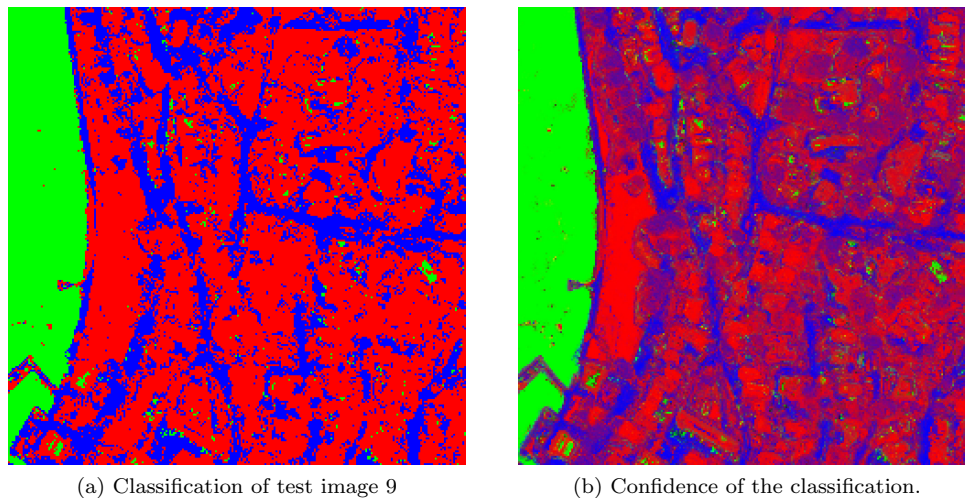 (a) Classification of test image 9
(b) Confidence of the classification.